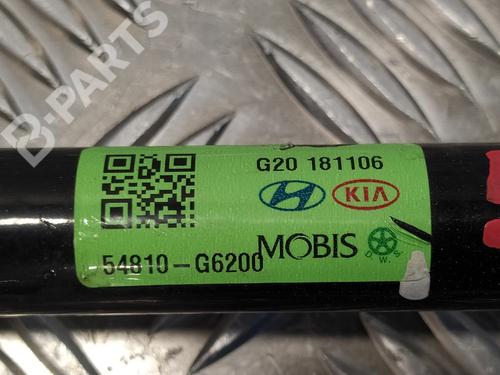 B-PARTS
G20 181106
KIA
MOBIS
D. W. S
54810-G6200